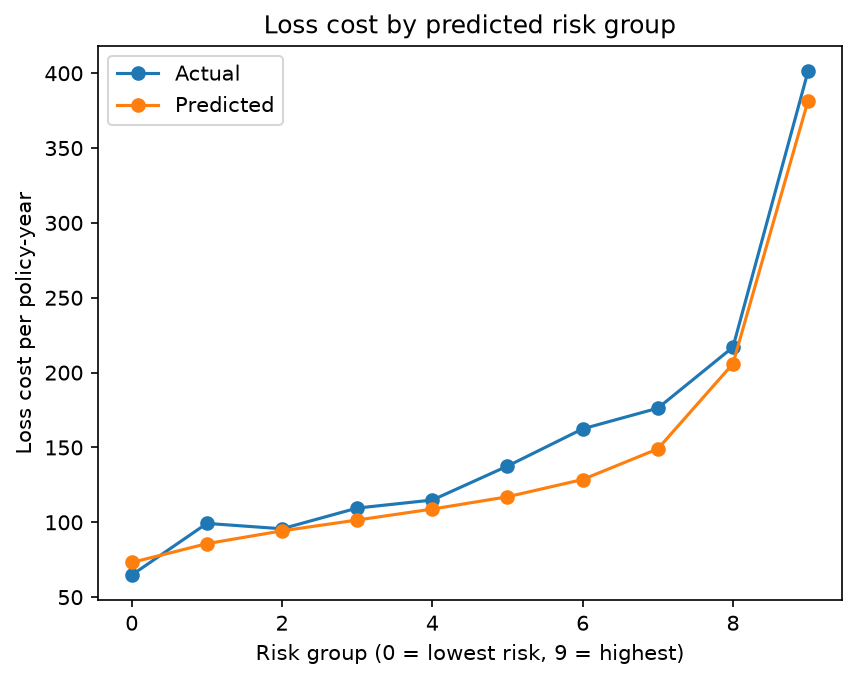 Loss cost by predicted risk group
Actual
Predicted
Loss cost per policy-year
400
350
300
250
200
150
100
50
0
2
4
6
8
Risk group (0 = lowest risk, 9 = highest)